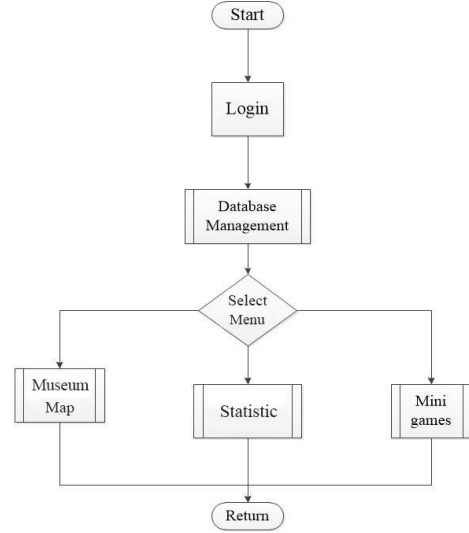 Start
Login
Database
Management
Select
Menu
Museum
Map
Statistic
Mini
games
Return